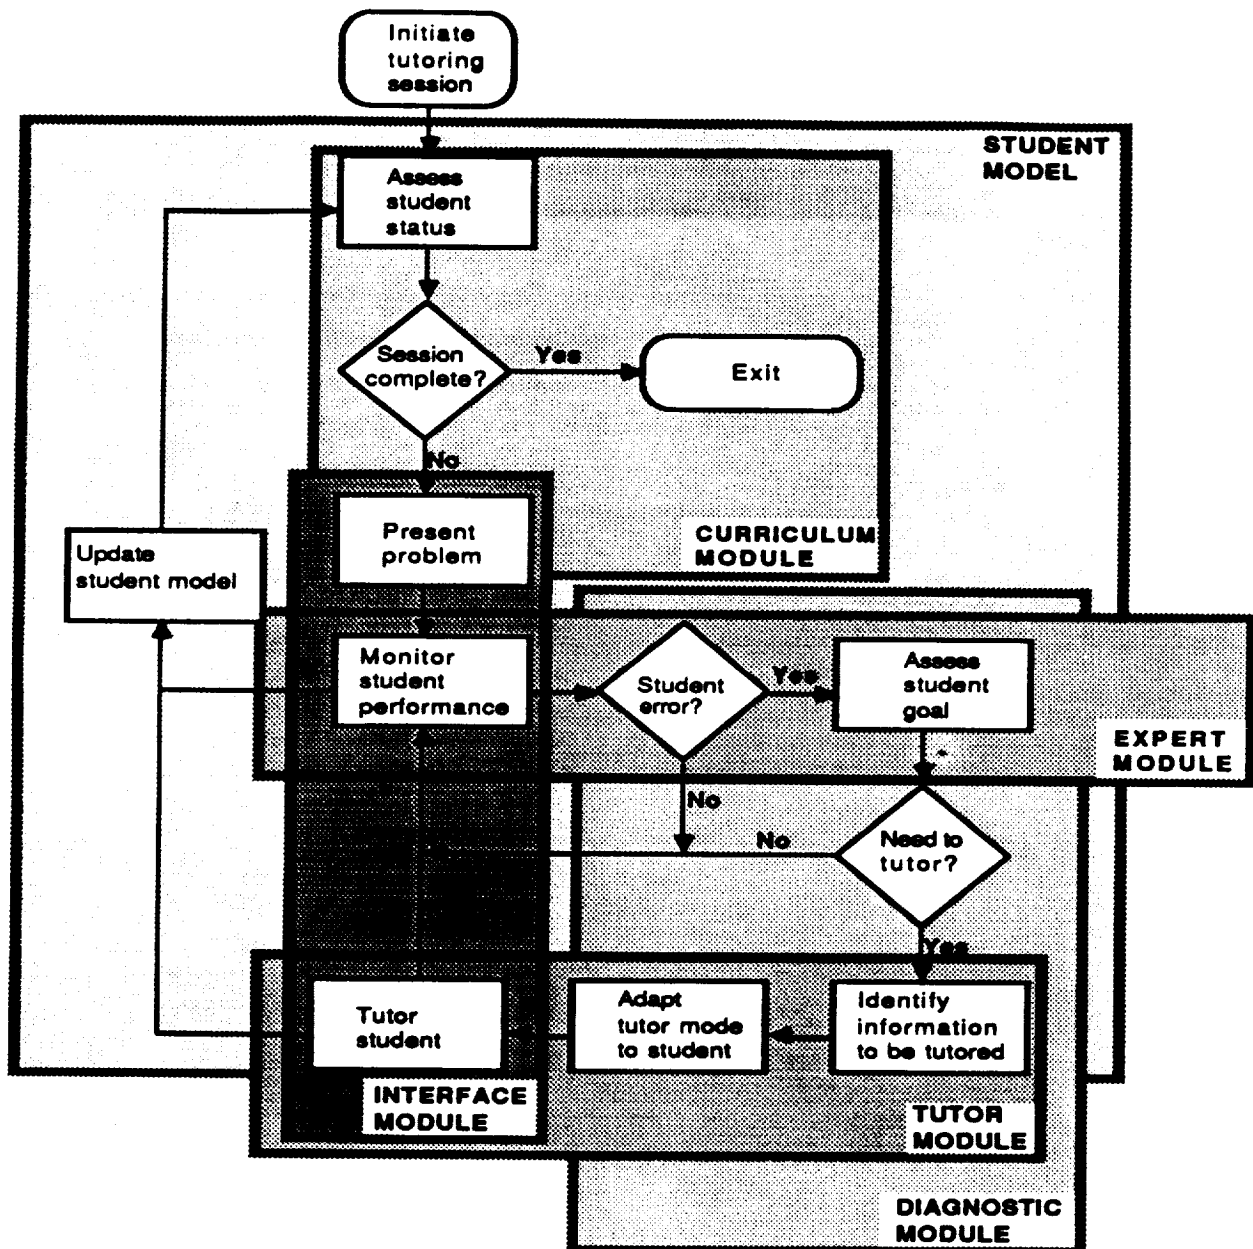 Initiate
tutoring
session
STUDENT
MODEL
Assess
student
status
Session
complete?
Yes
Exit
No
Present
problem
CURRICULUM
MODULE
Update
student model
Monitor
student
performance
Student
error?
Yes
Assess
student
goal
EXPERT
MODULE
No
No
Need to
tutor?
Yes
Tutor
student
Adapt
tutor mode
to student
Identify
information
to be tutored
INTERFACE
MODULE
TUTOR
MODULE
DIAGNOSTIC
MODULE